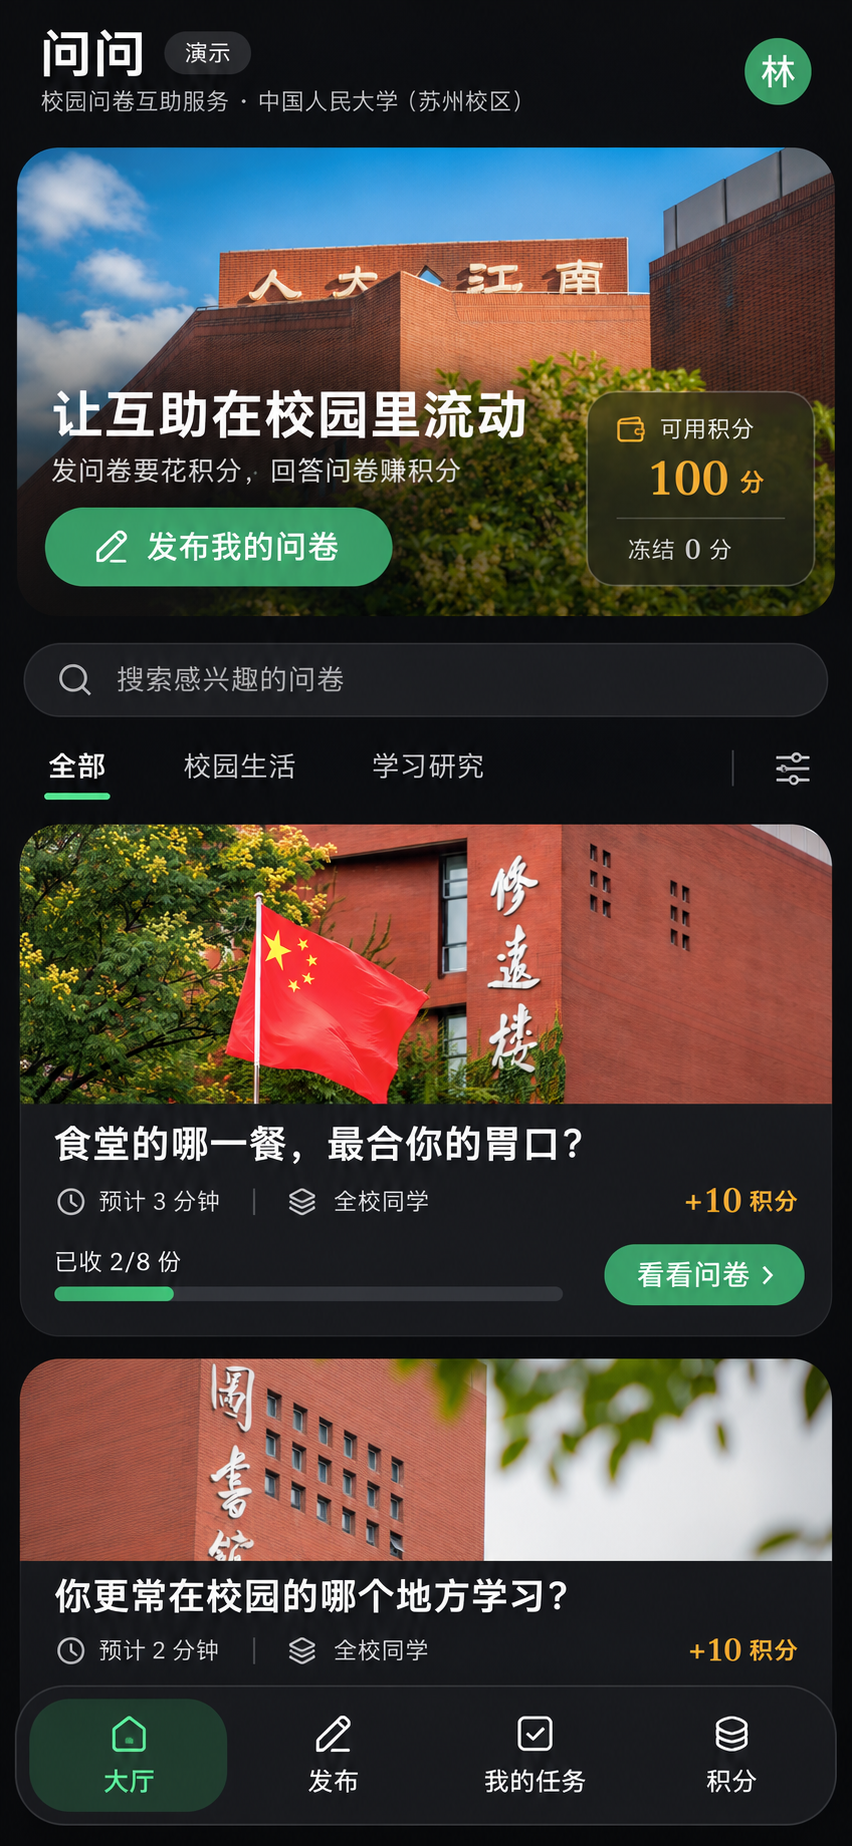 问问 演示
校园问卷互助服务 · 中国人民大学（苏州校区）
林
人大 江南
让互助在校园里流动
发问卷要花积分，回答问卷赚积分
发布我的问卷
可用积分
100 分
冻结 0 分
搜索感兴趣的问卷
全部 校园生活 学习研究
修远楼
食堂的哪一餐，最合你的胃口？
预计 3 分钟 | 全校同学
+10 积分
已收 2/8 份
看看问卷 >
圖書館
你更常在校园的哪个地方学习？
预计 2 分钟 | 全校同学
+10 积分
大厅 发布 我的任务 积分